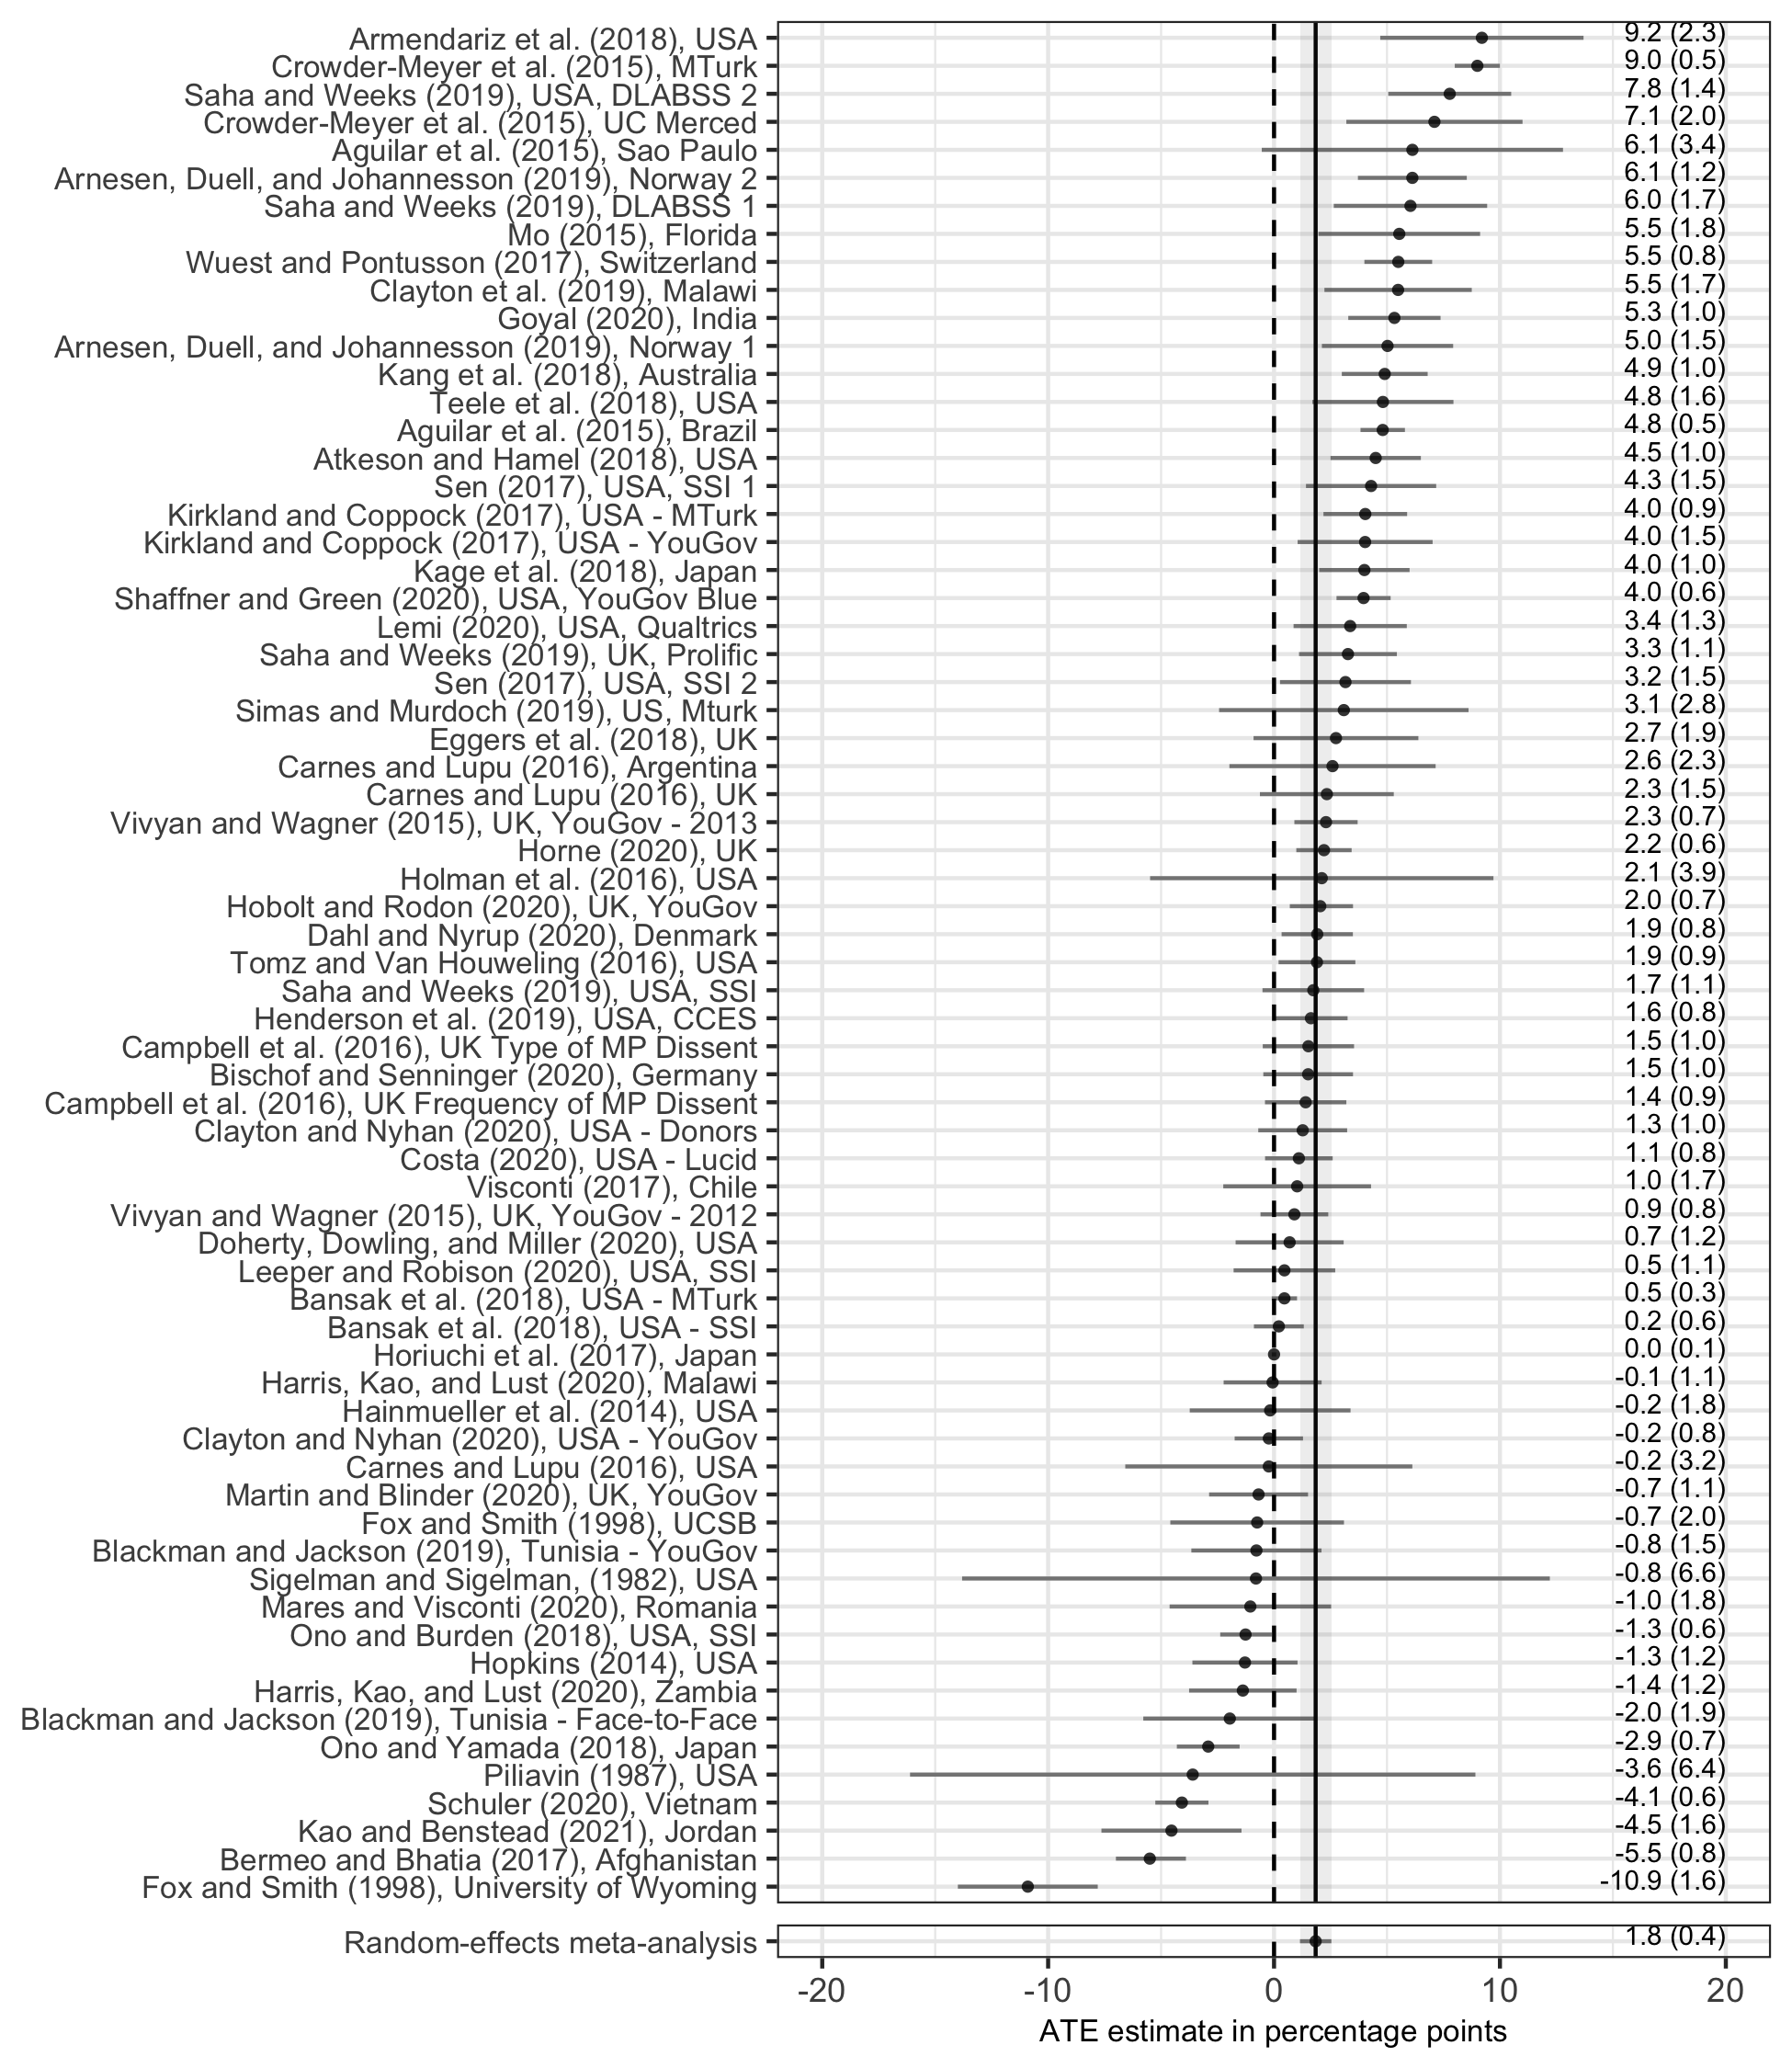 Armendariz et al. (2018), USA 9.2 (2.3)
Crowder-Meyer et al. (2015), MTurk 9.0 (0.5)
Saha and Weeks (2019), USA, DLABSS 2 7.8 (1.4)
Crowder-Meyer et al. (2015), UC Merced 7.1 (2.0)
Aguilar et al. (2015), Sao Paulo 6.1 (3.4)
Arnesen, Duell, and Johannesson (2019), Norway 2 6.1 (1.2)
Saha and Weeks (2019), DLABSS 1 6.0 (1.7)
Mo (2015), Florida 5.5 (1.8)
Wuest and Pontusson (2017), Switzerland 5.5 (0.8)
Clayton et al. (2019), Malawi 5.5 (1.7)
Goyal (2020), India 5.3 (1.0)
Arnesen, Duell, and Johannesson (2019), Norway 1 5.0 (1.5)
Kang et al. (2018), Australia 4.9 (1.0)
Teele et al. (2018), USA 4.8 (1.6)
Aguilar et al. (2015), Brazil 4.8 (0.5)
Atkeson and Hamel (2018), USA 4.5 (1.0)
Sen (2017), USA, SSI 1 4.3 (1.5)
Kirkland and Coppock (2017), USA - MTurk 4.0 (0.9)
Kirkland and Coppock (2017), USA - YouGov 4.0 (1.5)
Kage et al. (2018), Japan 4.0 (1.0)
Shaffner and Green (2020), USA, YouGov Blue 4.0 (0.6)
Lemi (2020), USA, Qualtrics 3.4 (1.3)
Saha and Weeks (2019), UK, Prolific 3.3 (1.1)
Sen (2017), USA, SSI 2 3.2 (1.5)
Simas and Murdoch (2019), US, Mturk 3.1 (2.8)
Eggers et al. (2018), UK 2.7 (1.9)
Carnes and Lupu (2016), Argentina 2.6 (2.3)
Carnes and Lupu (2016), UK 2.3 (1.5)
Vivyan and Wagner (2015), UK, YouGov - 2013 2.3 (0.7)
Horne (2020), UK 2.2 (0.6)
Holman et al. (2016), USA 2.1 (3.9)
Hobolt and Rodon (2020), UK, YouGov 2.0 (0.7)
Dahl and Nyrup (2020), Denmark 1.9 (0.8)
Tomz and Van Houweling (2016), USA 1.9 (0.9)
Saha and Weeks (2019), USA, SSI 1.7 (1.1)
Henderson et al. (2019), USA, CCES 1.6 (0.8)
Campbell et al. (2016), UK Type of MP Dissent 1.5 (1.0)
Bischof and Senninger (2020), Germany 1.5 (1.0)
Campbell et al. (2016), UK Frequency of MP Dissent 1.4 (0.9)
Clayton and Nyhan (2020), USA - Donors 1.3 (1.0)
Costa (2020), USA - Lucid 1.1 (0.8)
Visconti (2017), Chile 1.0 (1.7)
Vivyan and Wagner (2015), UK, YouGov - 2012 0.9 (0.8)
Doherty, Dowling, and Miller (2020), USA 0.7 (1.2)
Leeper and Robison (2020), USA, SSI 0.5 (1.1)
Bansak et al. (2018), USA - MTurk 0.5 (0.3)
Bansak et al. (2018), USA - SSI 0.2 (0.6)
Horiuchi et al. (2017), Japan 0.0 (0.1)
Harris, Kao, and Lust (2020), Malawi -0.1 (1.1)
Hainmueller et al. (2014), USA -0.2 (1.8)
Clayton and Nyhan (2020), USA - YouGov -0.2 (0.8)
Carnes and Lupu (2016), USA -0.2 (3.2)
Martin and Blinder (2020), UK, YouGov -0.7 (1.1)
Fox and Smith (1998), UCSB -0.7 (2.0)
Blackman and Jackson (2019), Tunisia - YouGov -0.8 (1.5)
Sigelman and Sigelman, (1982), USA -0.8 (6.6)
Mares and Visconti (2020), Romania -1.0 (1.8)
Ono and Burden (2018), USA, SSI -1.3 (0.6)
Hopkins (2014), USA -1.3 (1.2)
Harris, Kao, and Lust (2020), Zambia -1.4 (1.2)
Blackman and Jackson (2019), Tunisia - Face-to-Face -2.0 (1.9)
Ono and Yamada (2018), Japan -2.9 (0.7)
Piliavin (1987), USA -3.6 (6.4)
Schuler (2020), Vietnam -4.1 (0.6)
Kao and Benstead (2021), Jordan -4.5 (1.6)
Bermeo and Bhatia (2017), Afghanistan -5.5 (0.8)
Fox and Smith (1998), University of Wyoming -10.9 (1.6)
Random-effects meta-analysis 1.8 (0.4)
-20 -10 0 10 20
ATE estimate in percentage points